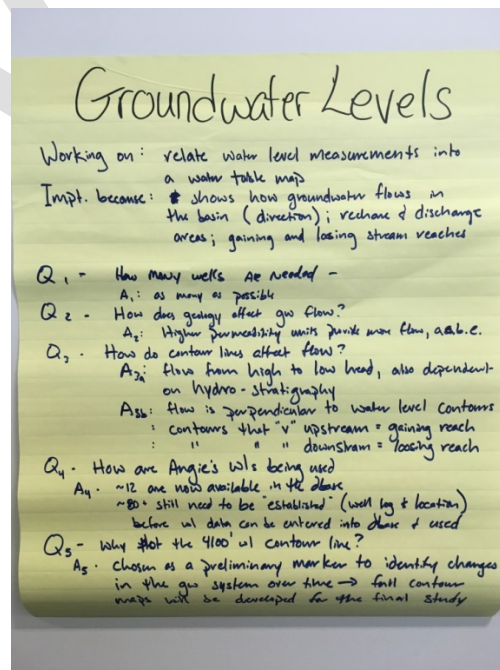 Groundwater Levels
Working on: relate water level measurements into
a water table map
Impt. because: shows how groundwater flows in
the basin (direction); recharge & discharge
areas; gaining and losing stream reaches
Q1 - How many wells are needed -
A1: as many as possible
Q2 - How does geology affect gw flow?
A2: Higher permeability units provide more flow, a.a.b.e.
Q3 - How do contour lines affect flow?
A3a: flow from high to low head, also dependent
on hydro-stratigraphy
A3b: flow is perpendicular to water level contours
: contours that "v" upstream = gaining reach
: " " " downstream = loosing reach
Q4 - How are Angie's wls being used
A4 - ~12 are now available in the dbase
~80+ still need to be "established" (well log & location)
before wl data can be entered into dbase & used
Q5 - Why plot the 4100' wl contour line?
A5 - Chosen as a preliminary marker to identify changes
in the gw system over time → full contour
maps will be developed for the final study